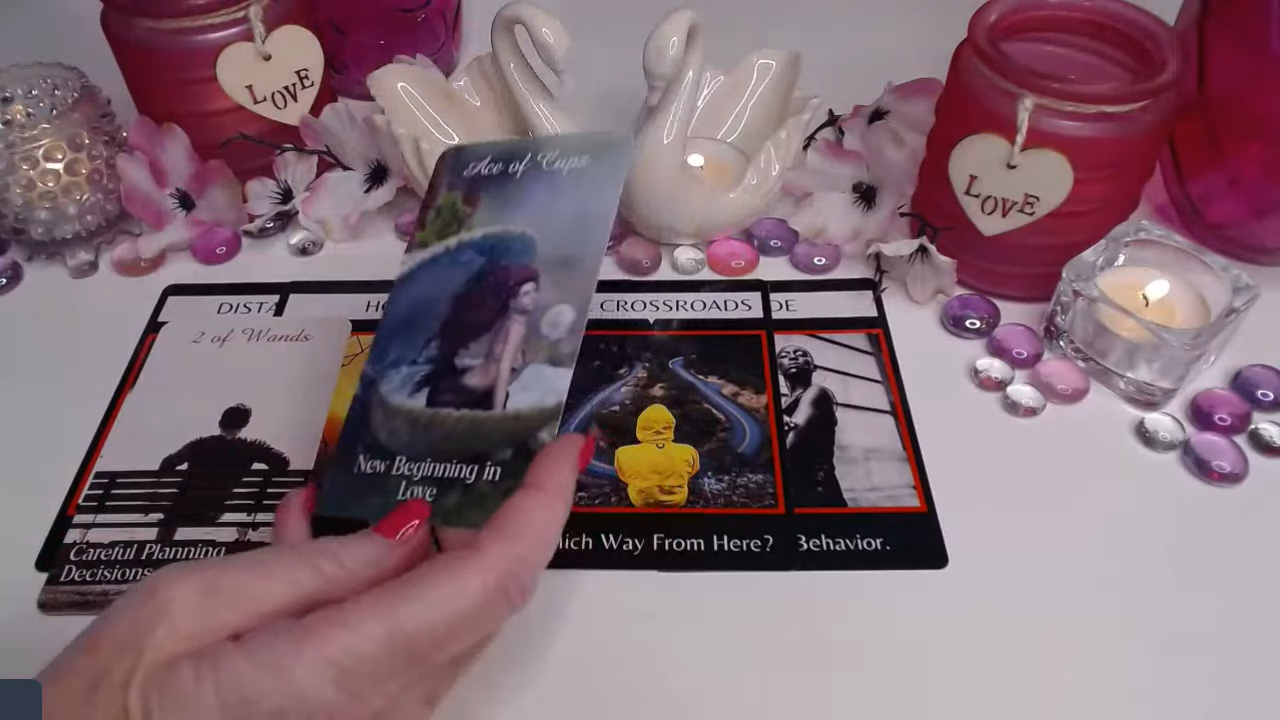 LOVE
LOVE
Ace of Cups
DISTA
HO
CROSSROADS
DE
2 of Wands
New Beginning in
Love
Careful Planning
Decisions
ich Way From Here?
Behavior.